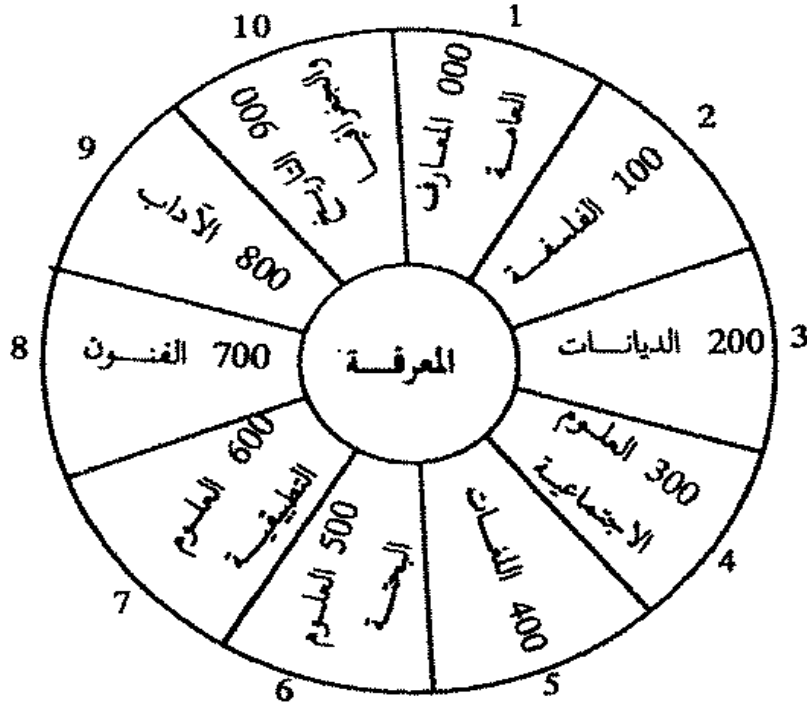 1
000 المعارف
العامة
2
100 الفلسفة
3
200 الديانات
4
300 العلوم
الاجتماعية
5
400 اللغات
6
500 العلوم
البحتة
7
600 العلوم
التطبيقية
8
700 الفنون
9
800 الآداب
10
900 التاريخ
المعرفة